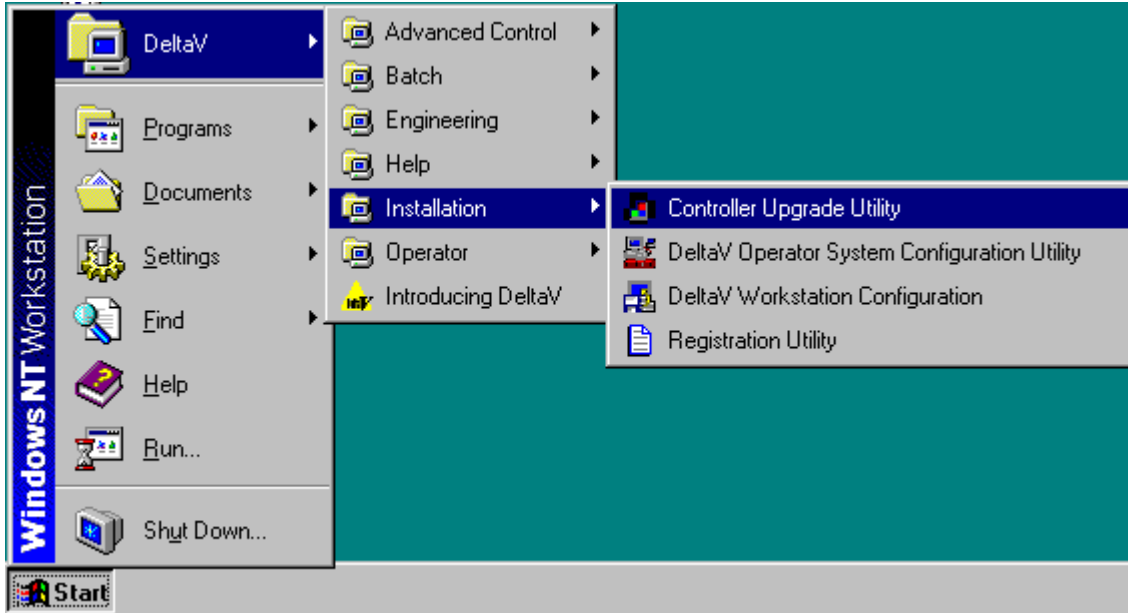 DeltaV
Programs
Documents
Settings
Find
Help
Run...
Shut Down...
Windows NT Workstation
Start
Advanced Control
Batch
Engineering
Help
Installation
Operator
Introducing DeltaV
Controller Upgrade Utility
DeltaV Operator System Configuration Utility
DeltaV Workstation Configuration
Registration Utility